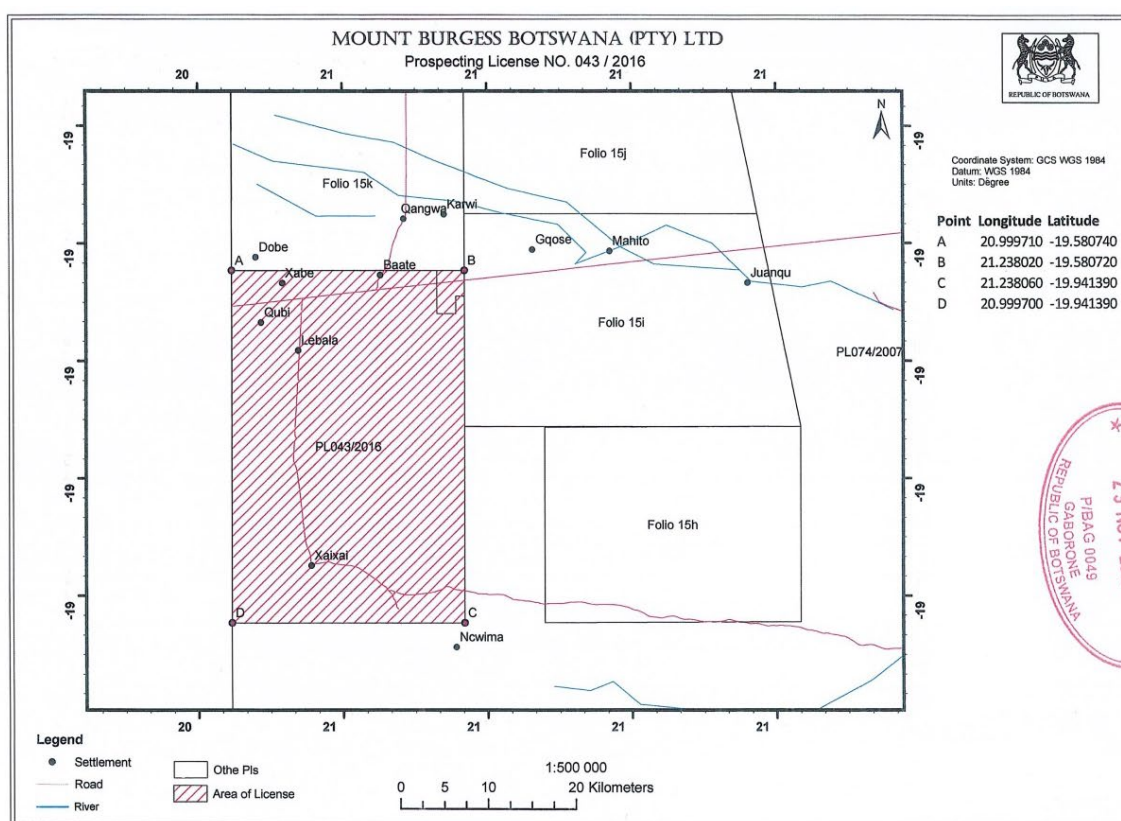 MOUNT BURGESS BOTSWANA (PTY) LTD
Prospecting License NO. 043 / 2016
REPUBLIC OF BOTSWANA
20 21 21 21 21
N
-19
Folio 15j
Coordinate System: GCS WGS 1984
Datum: WGS 1984
Units: Degree
Folio 15k
Karwi
Qangwa
Point Longitude Latitude
A 20.999710 -19.580740
B 21.238020 -19.580720
C 21.238060 -19.941390
D 20.999700 -19.941390
-19
Dobe
Gqose
Mahito
A
B
Baate
Xabe
Juanqu
Qubi
Folio 15i
Lebala
-19
PL074/2007
PL043/2016
-19
Folio 15h
P/BAG 0049
GABORONE
REPUBLIC OF BOTSWANA
Xaixai
-19
D
C
Ncwima
20 21 21 21 21
Legend
Settlement
Road
River
Othe Pls
Area of License
1:500 000
0 5 10 20 Kilometers